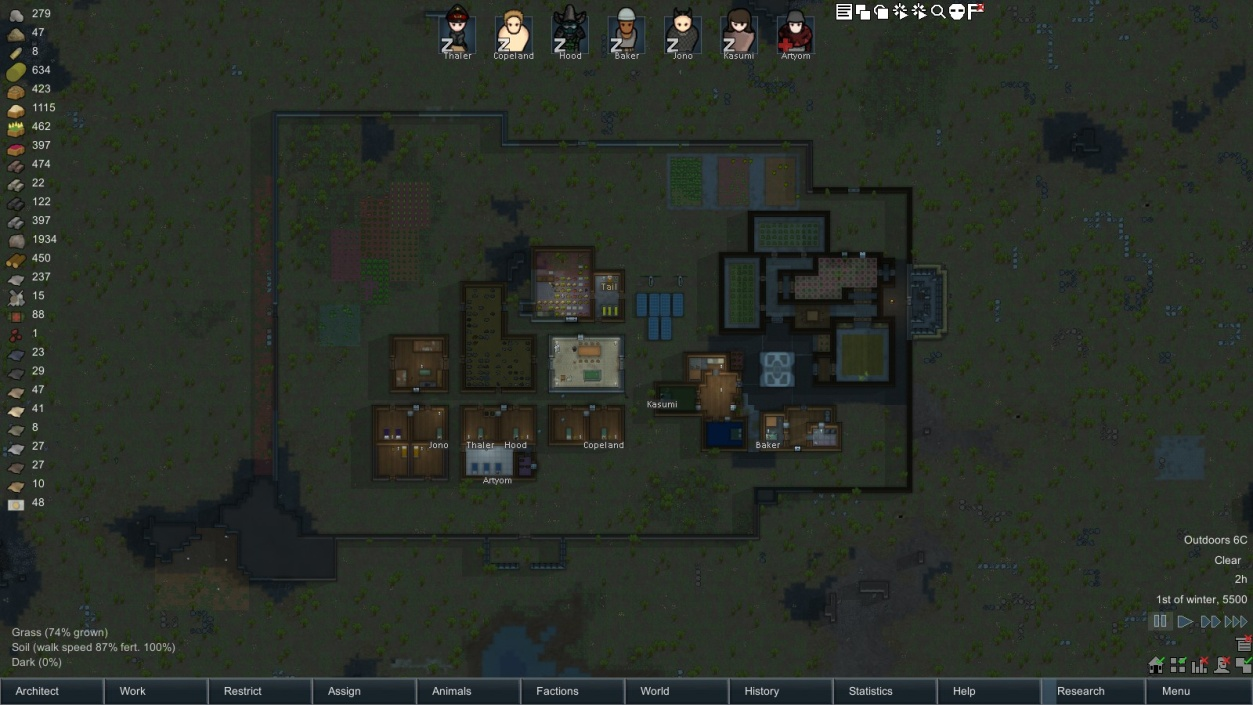 279
47
8
634
423
1115
462
397
474
22
122
397
1934
450
237
15
88
1
23
29
47
41
8
27
27
10
48
Z Thaler
Z Copeland
Z Hood
Z Baker
Z Jono
Z Kasumi
Artyom
F
Tail
Kasumi
Jono
Thaler
Hood
Copeland
Baker
Artyom
Outdoors 6C
Clear
2h
1st of winter, 5500
Grass (74% grown)
Soil (walk speed 87% fert. 100%)
Dark (0%)
Architect
Work
Restrict
Assign
Animals
Factions
World
History
Statistics
Help
Research
Menu